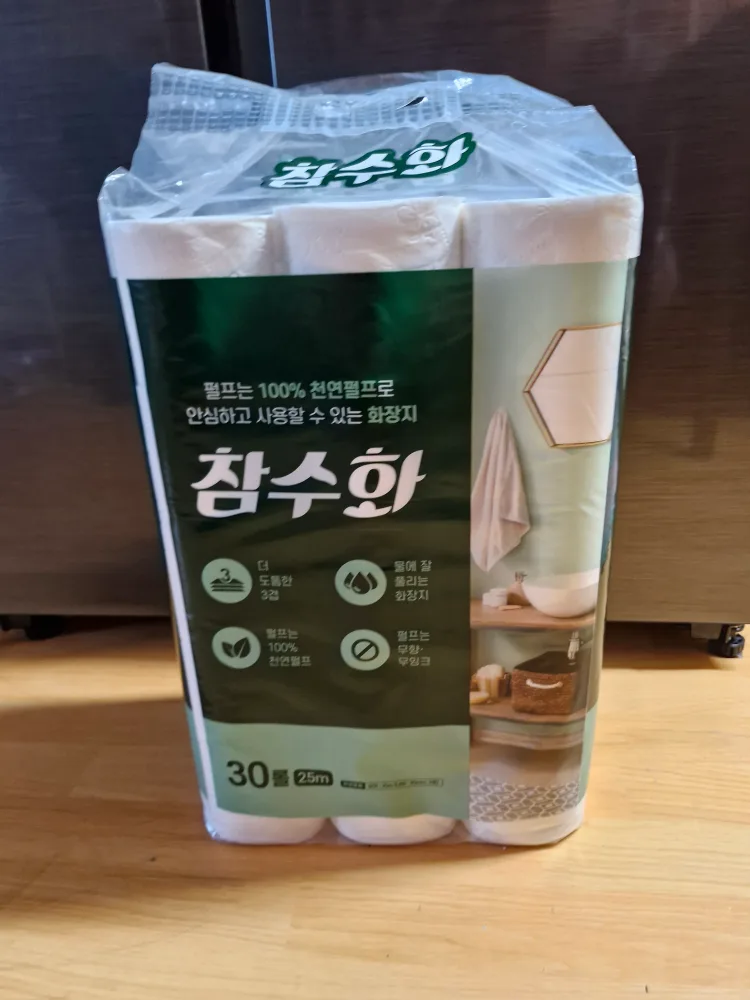 참수화
펄프는 100% 천연펄프로
안심하고 사용할 수 있는 화장지
참수화
3
더
도톰한
3겹
물에 잘
풀리는
화장지
펄프는
100%
천연펄프
펄프는
무향·
무잉크
30롤 25m